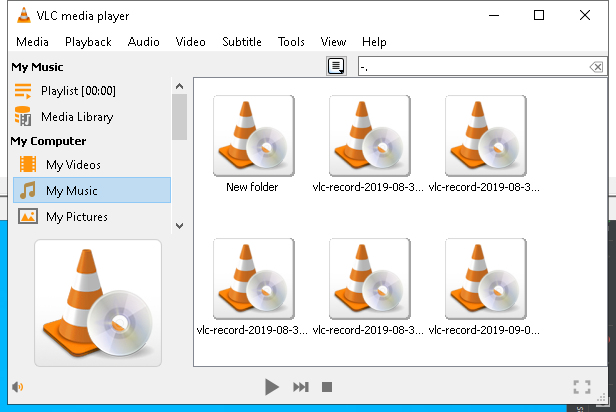 VLC media player
Media Playback Audio Video Subtitle Tools View Help
My Music
-.
Playlist [00:00]
Media Library
My Computer
My Videos
My Music
My Pictures
New folder vlc-record-2019-08-3... vlc-record-2019-08-3...
vlc-record-2019-08-3... vlc-record-2019-08-3... vlc-record-2019-09-0...